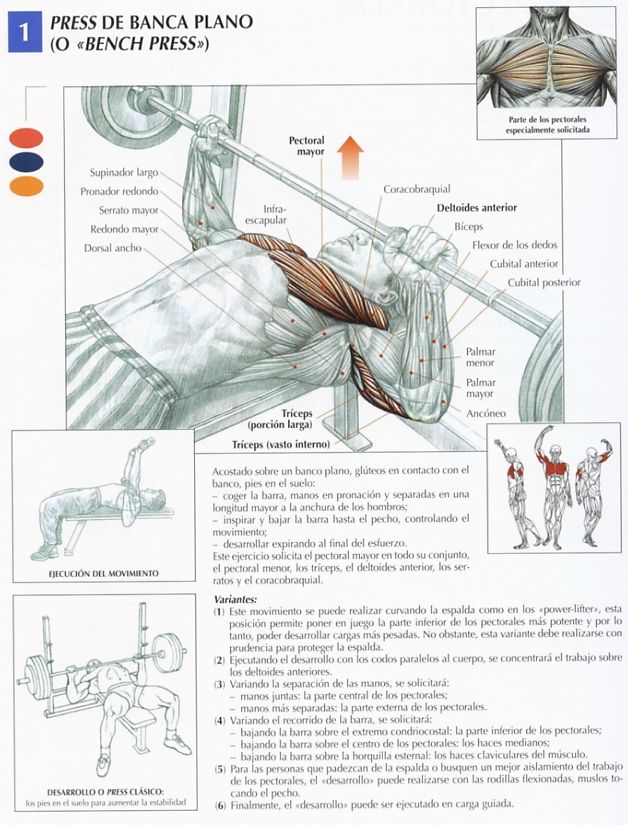 1
PRESS DE BANCA PLANO
(O «BENCH PRESS»)
Parte de los pectorales
especialmente solicitada
Pectoral
mayor
Supinador largo
Pronador redondo
Serrato mayor
Redondo mayor
Dorsal ancho
Infra-
escapular
Coracobraquial
Deltoides anterior
Bíceps
Flexor de los dedos
Cubital anterior
Cubital posterior
Palmar
menor
Palmar
mayor
Ancóneo
Tríceps
(porción larga)
Tríceps (vasto interno)
EJECUCIÓN DEL MOVIMIENTO
Acostado sobre un banco plano, glúteos en contacto con el
banco, pies en el suelo:
– coger la barra, manos en pronación y separadas en una
longitud mayor a la anchura de los hombros;
– inspirar y bajar la barra hasta el pecho, controlando el
movimiento;
– desarrollar expirando al final del esfuerzo.
Este ejercicio solicita el pectoral mayor en todo su conjunto,
el pectoral menor, los tríceps, el deltoides anterior, los ser-
ratos y el coracobraquial.
Variantes:
(1) Este movimiento se puede realizar curvando la espalda como en los «power-lifter», esta
posición permite poner en juego la parte inferior de los pectorales más potente y por lo
tanto, poder desarrollar cargas más pesadas. No obstante, esta variante debe realizarse con
prudencia para proteger la espalda.
(2) Ejecutando el desarrollo con los codos paralelos al cuerpo, se concentrará el trabajo sobre
los deltoides anteriores.
(3) Variando la separación de las manos, se solicitará:
– manos juntas: la parte central de los pectorales;
– manos más separadas: la parte externa de los pectorales.
(4) Variando el recorrido de la barra, se solicitará:
– bajando la barra sobre el extremo condriocostal: la parte inferior de los pectorales;
– bajando la barra sobre el centro de los pectorales: los haces medianos;
– bajando la barra sobre la horquilla esternal: los haces claviculares del músculo.
(5) Para las personas que padezcan de la espalda o busquen un mejor aislamiento del trabajo
de los pectorales, el «desarrollo» puede realizarse con las rodillas flexionadas, muslos to-
cando el pecho.
(6) Finalmente, el «desarrollo» puede ser ejecutado en carga guiada.
DESARROLLO O PRESS CLÁSICO:
los pies en el suelo para aumentar la estabilidad